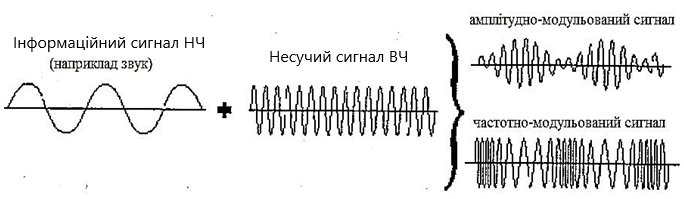 Інформаційний сигнал НЧ
(наприклад звук)
+
Несучий сигнал ВЧ
амплітудно-модульований сигнал
частотно-модульований сигнал